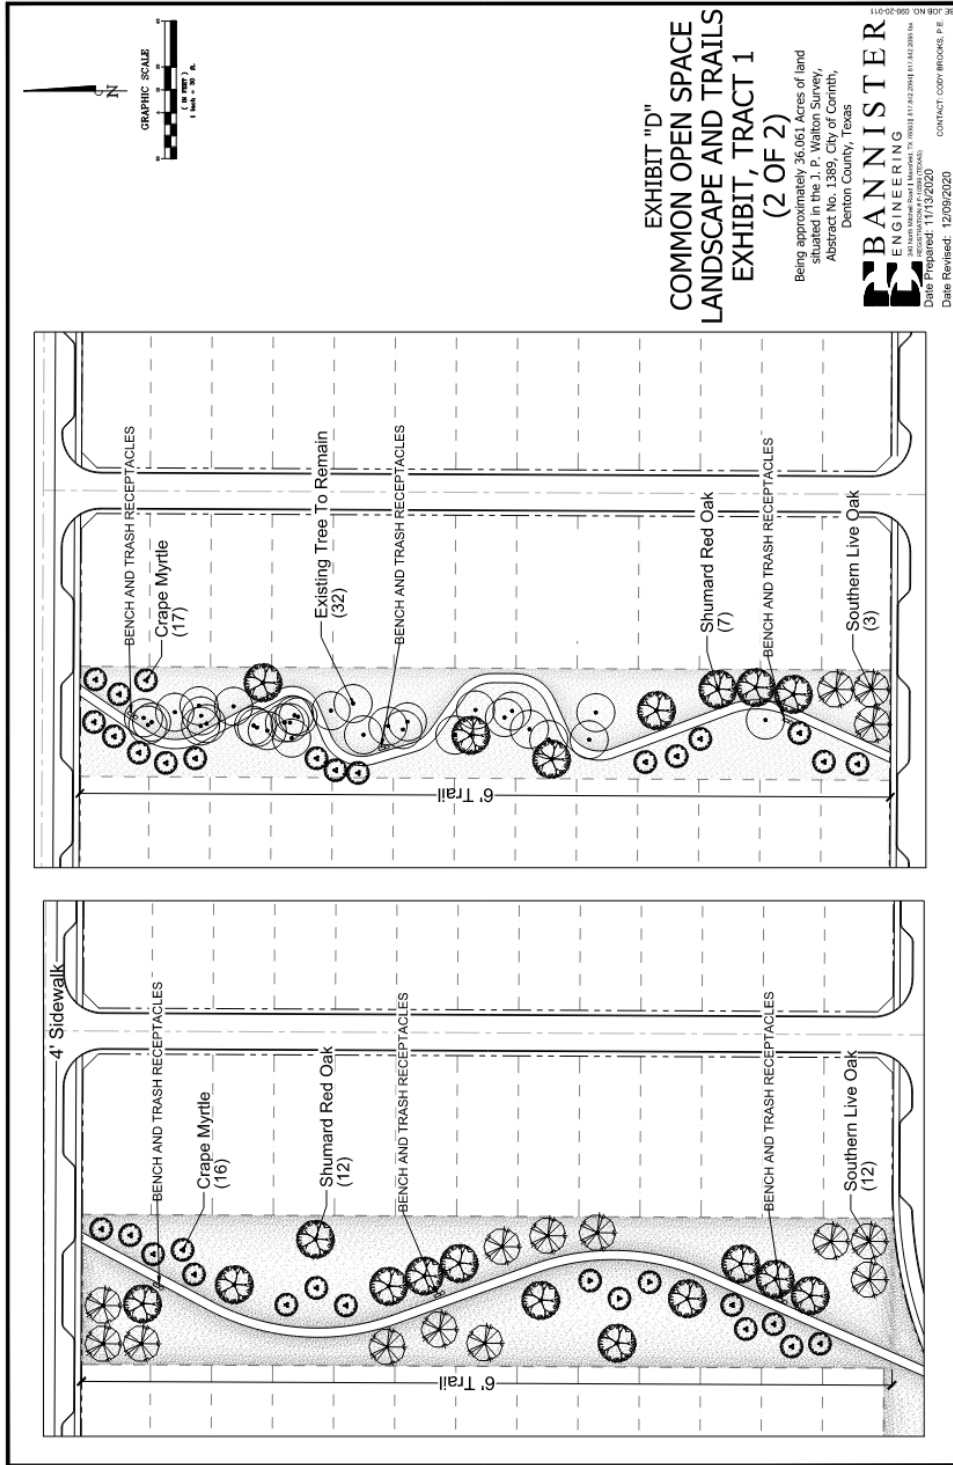 N
GRAPHIC SCALE
( IN FEET )
EXHIBIT "D"
COMMON OPEN SPACE
LANDSCAPE AND TRAILS
EXHIBIT, TRACT 1
(2 OF 2)
Being approximately 36.061 Acres of land
situated in the J. P. Walton Survey,
Abstract No. 1389, City of Corinth,
Denton County, Texas
BANNISTER
ENGINEERING
Date Prepared: 11/13/2020
Date Revised: 12/09/2020
CONTACT: CODY BROOKS, P.E.
BENCH AND TRASH RECEPTACLES
Crape Myrtle
(17)
Existing Tree To Remain
(32)
BENCH AND TRASH RECEPTACLES
Shumard Red Oak
(7)
BENCH AND TRASH RECEPTACLES
Southern Live Oak
(3)
6' Trail
4' Sidewalk
BENCH AND TRASH RECEPTACLES
Crape Myrtle
(16)
Shumard Red Oak
(12)
BENCH AND TRASH RECEPTACLES
BENCH AND TRASH RECEPTACLES
Southern Live Oak
(12)
6' Trail